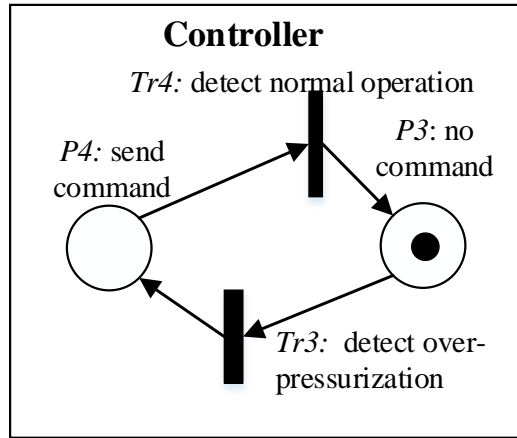 Controller
Tr4: detect normal operation
P3: no
command
P4: send
command
Tr3: detect over-
pressurization